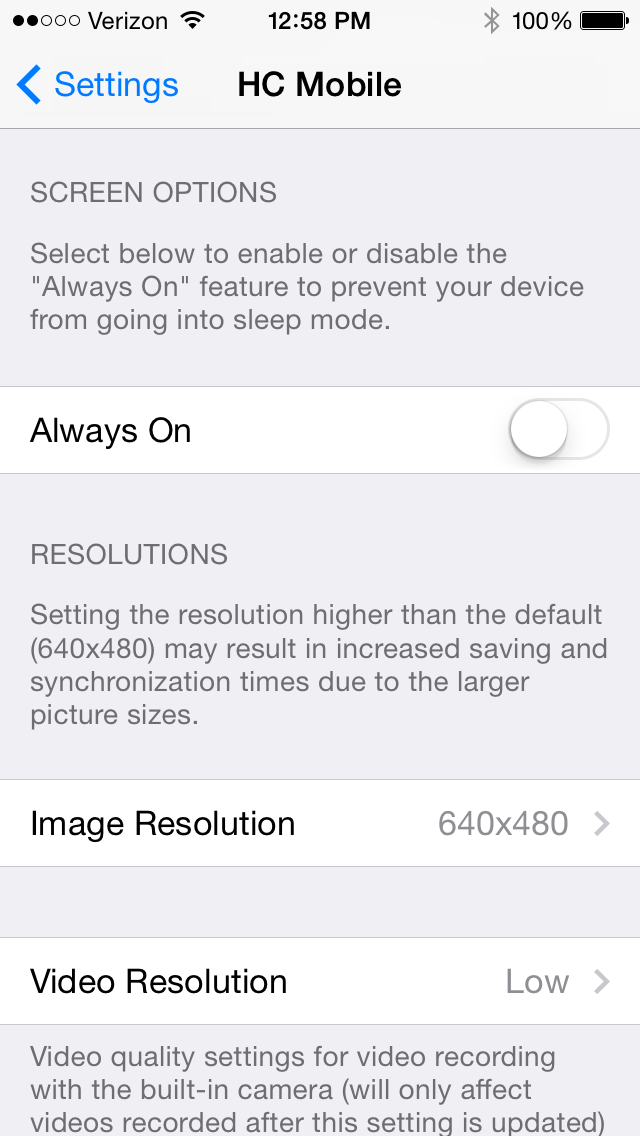 Verizon 12:58 PM 100%
Settings HC Mobile
SCREEN OPTIONS
Select below to enable or disable the
"Always On" feature to prevent your device
from going into sleep mode.
Always On
RESOLUTIONS
Setting the resolution higher than the default
(640x480) may result in increased saving and
synchronization times due to the larger
picture sizes.
Image Resolution 640x480
Video Resolution Low
Video quality settings for video recording
with the built-in camera (will only affect
videos recorded after this setting is updated)